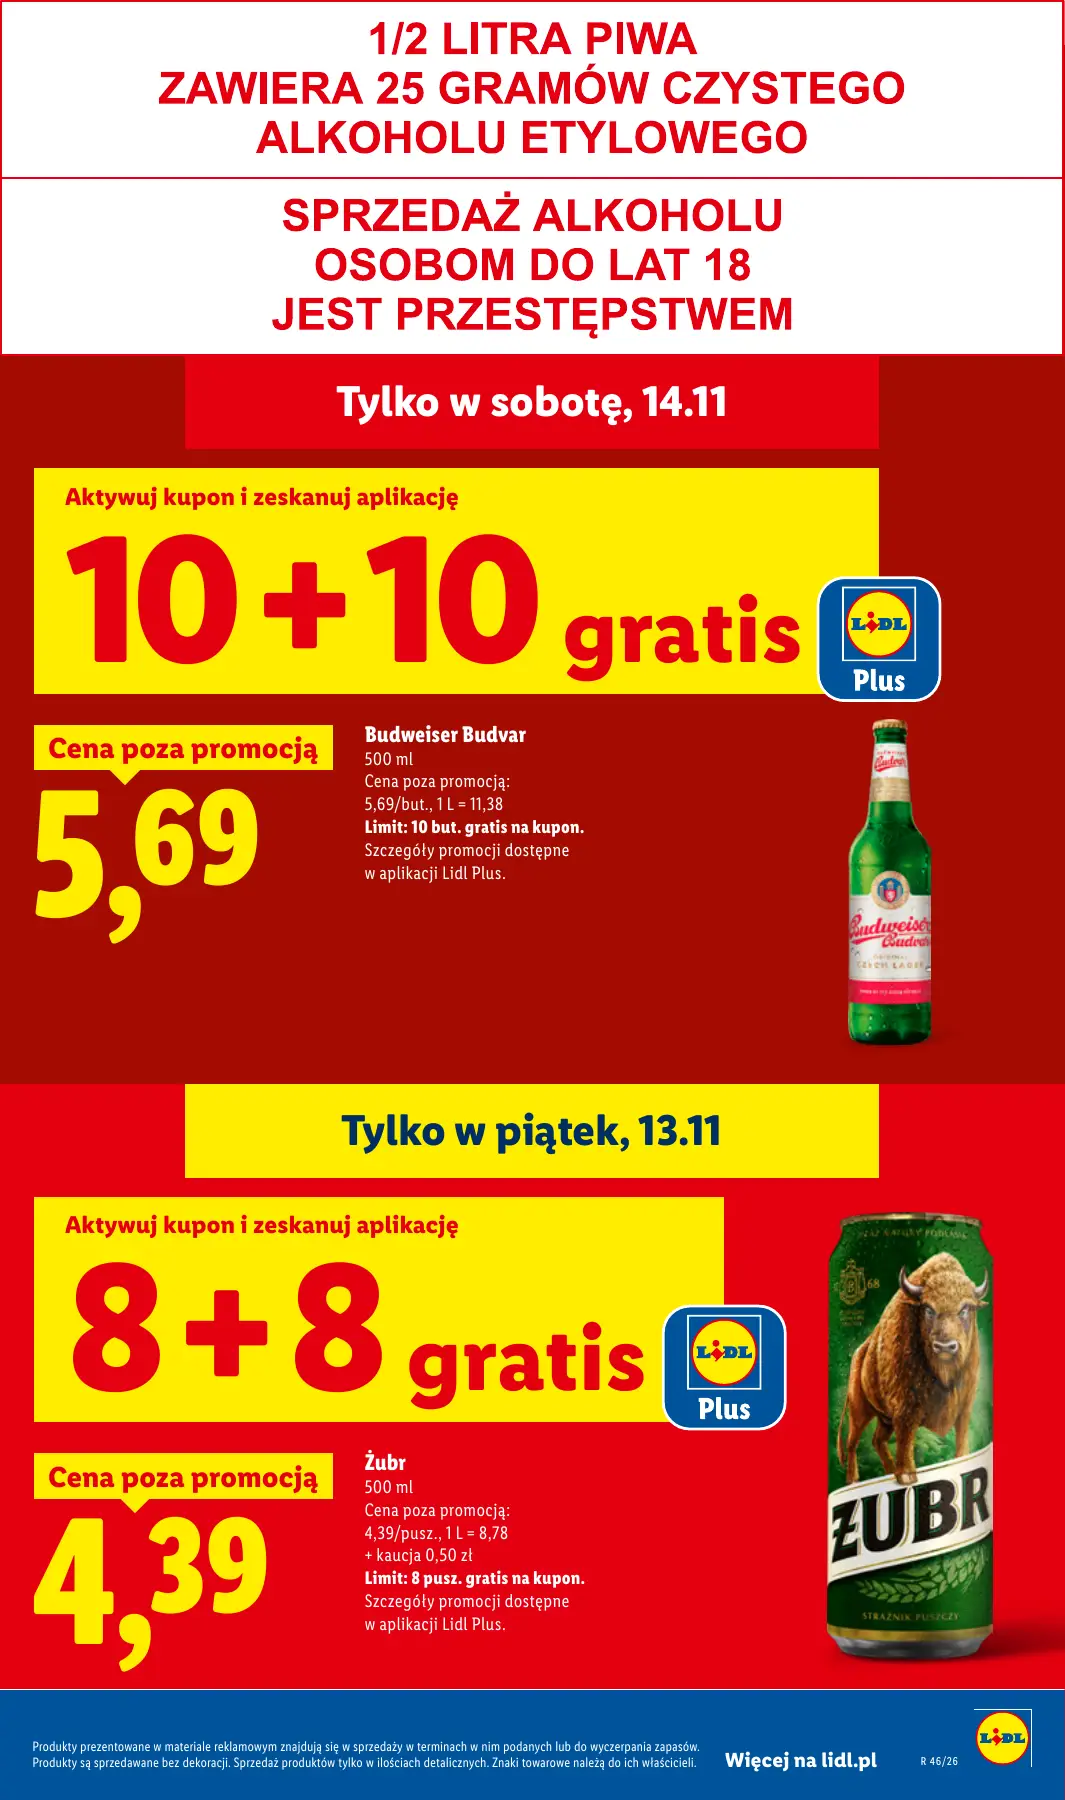 1/2 LITRA PIWA
ZAWIERA 25 GRAMÓW CZYSTEGO
ALKOHOLU ETYLOWEGO
SPRZEDAŻ ALKOHOLU
OSOBOM DO LAT 18
JEST PRZESTĘPSTWEM
Tylko w sobotę, 14.11
Aktywuj kupon i zeskanuj aplikację
10 + 10 gratis
LIDL
Plus
Cena poza promocją
5,69
Budweiser Budvar
500 ml
Cena poza promocją:
5,69/but., 1 L = 11,38
Limit: 10 but. gratis na kupon.
Szczegóły promocji dostępne
w aplikacji Lidl Plus.
Budvar
Budweiser
Budvar
ORIGINAL
CZECH LAGER
Tylko w piątek, 13.11
Aktywuj kupon i zeskanuj aplikację
8 + 8 gratis
LIDL
Plus
Cena poza promocją
4,39
Żubr
500 ml
Cena poza promocją:
4,39/pusz., 1 L = 8,78
+ kaucja 0,50 zł
Limit: 8 pusz. gratis na kupon.
Szczegóły promocji dostępne
w aplikacji Lidl Plus.
68
ŻUBR
STRAŻNIK PUSZCZY
Produkty prezentowane w materiale reklamowym znajdują się w sprzedaży w terminach w nim podanych lub do wyczerpania zapasów.
Produkty są sprzedawane bez dekoracji. Sprzedaż produktów tylko w ilościach detalicznych. Znaki towarowe należą do ich właścicieli.
Więcej na lidl.pl
R 46/26
LIDL